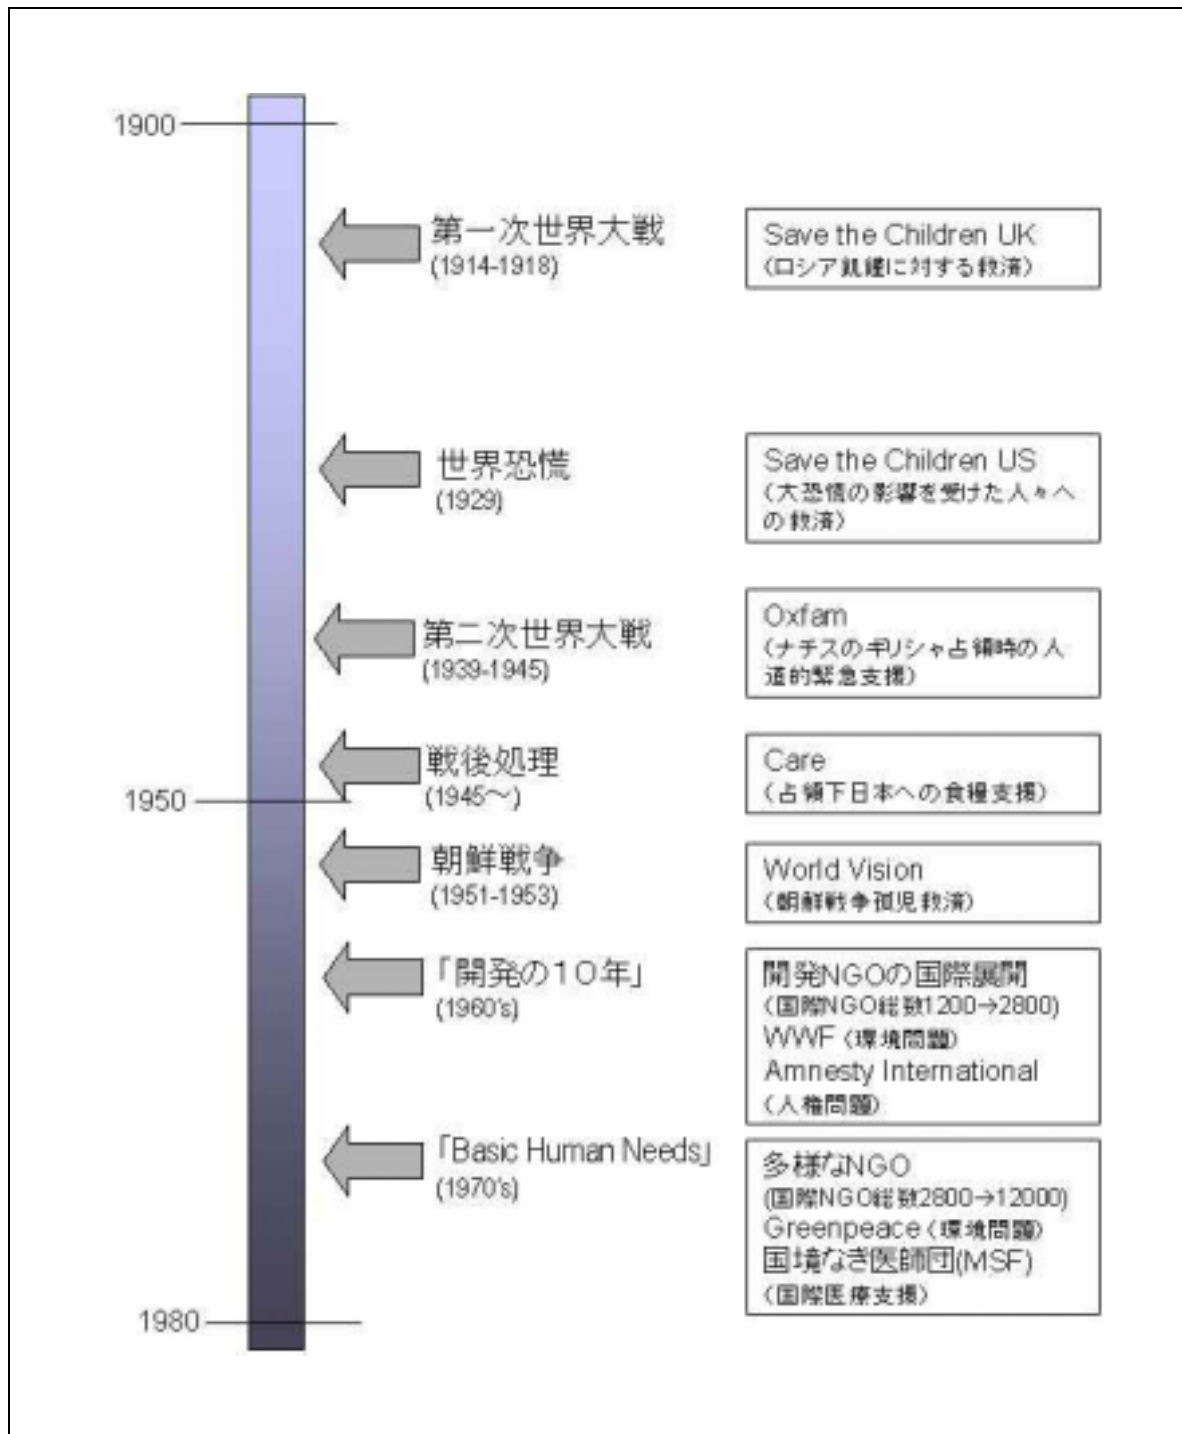 1900
第一次世界大戦
(1914-1918)
Save the Children UK
(ロシア飢饉に対する救済)
世界恐慌
(1929)
Save the Children US
(大恐慌の影響を受けた人々へ
の救済)
第二次世界大戦
(1939-1945)
Oxfam
(ナチスのギリシャ占領時の人
道的緊急支援)
戦後処理
(1945～)
Care
(占領下日本への食糧支援)
1950
朝鮮戦争
(1951-1953)
World Vision
(朝鮮戦争孤児救済)
「開発の10年」
(1960's)
開発NGOの国際展開
(国際NGO総数1200→2800)
WWF (環境問題)
Amnesty International
(人権問題)
「Basic Human Needs」
(1970's)
多様なNGO
(国際NGO総数2800→12000)
Greenpeace (環境問題)
国境なき医師団(MSF)
(国際医療支援)
1980